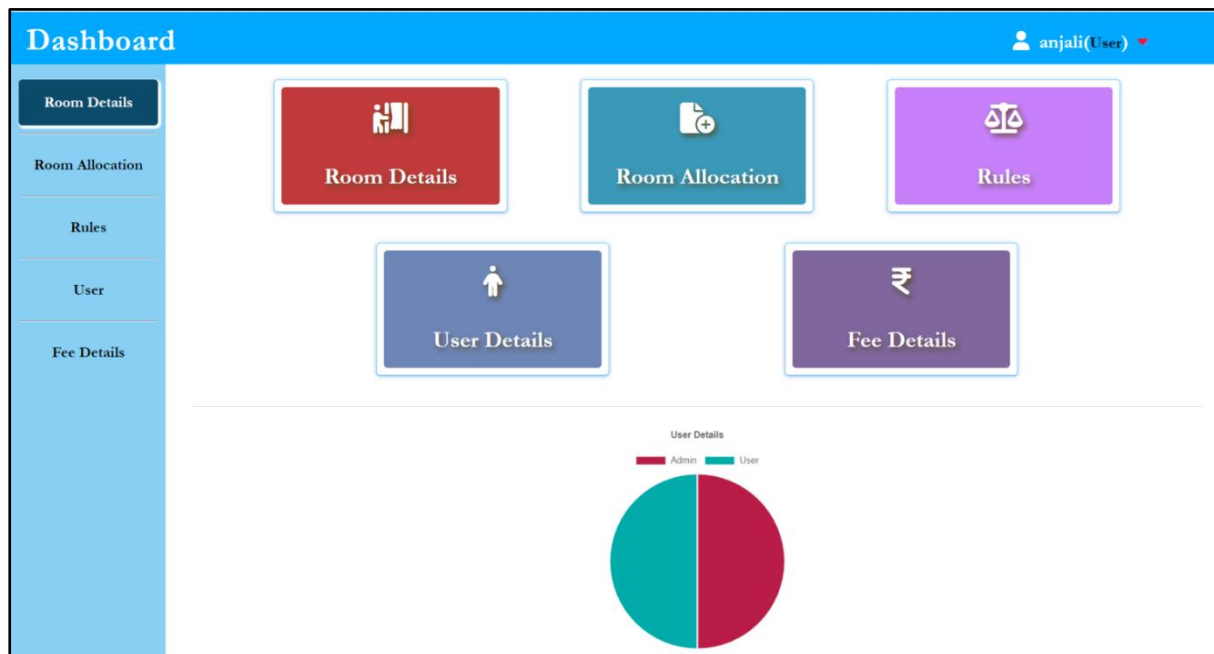 Dashboard
anjali(User)
Room Details
Room Allocation
Rules
User
Fee Details
Room Details
Room Allocation
Rules
User Details
₹
Fee Details
User Details
Admin User